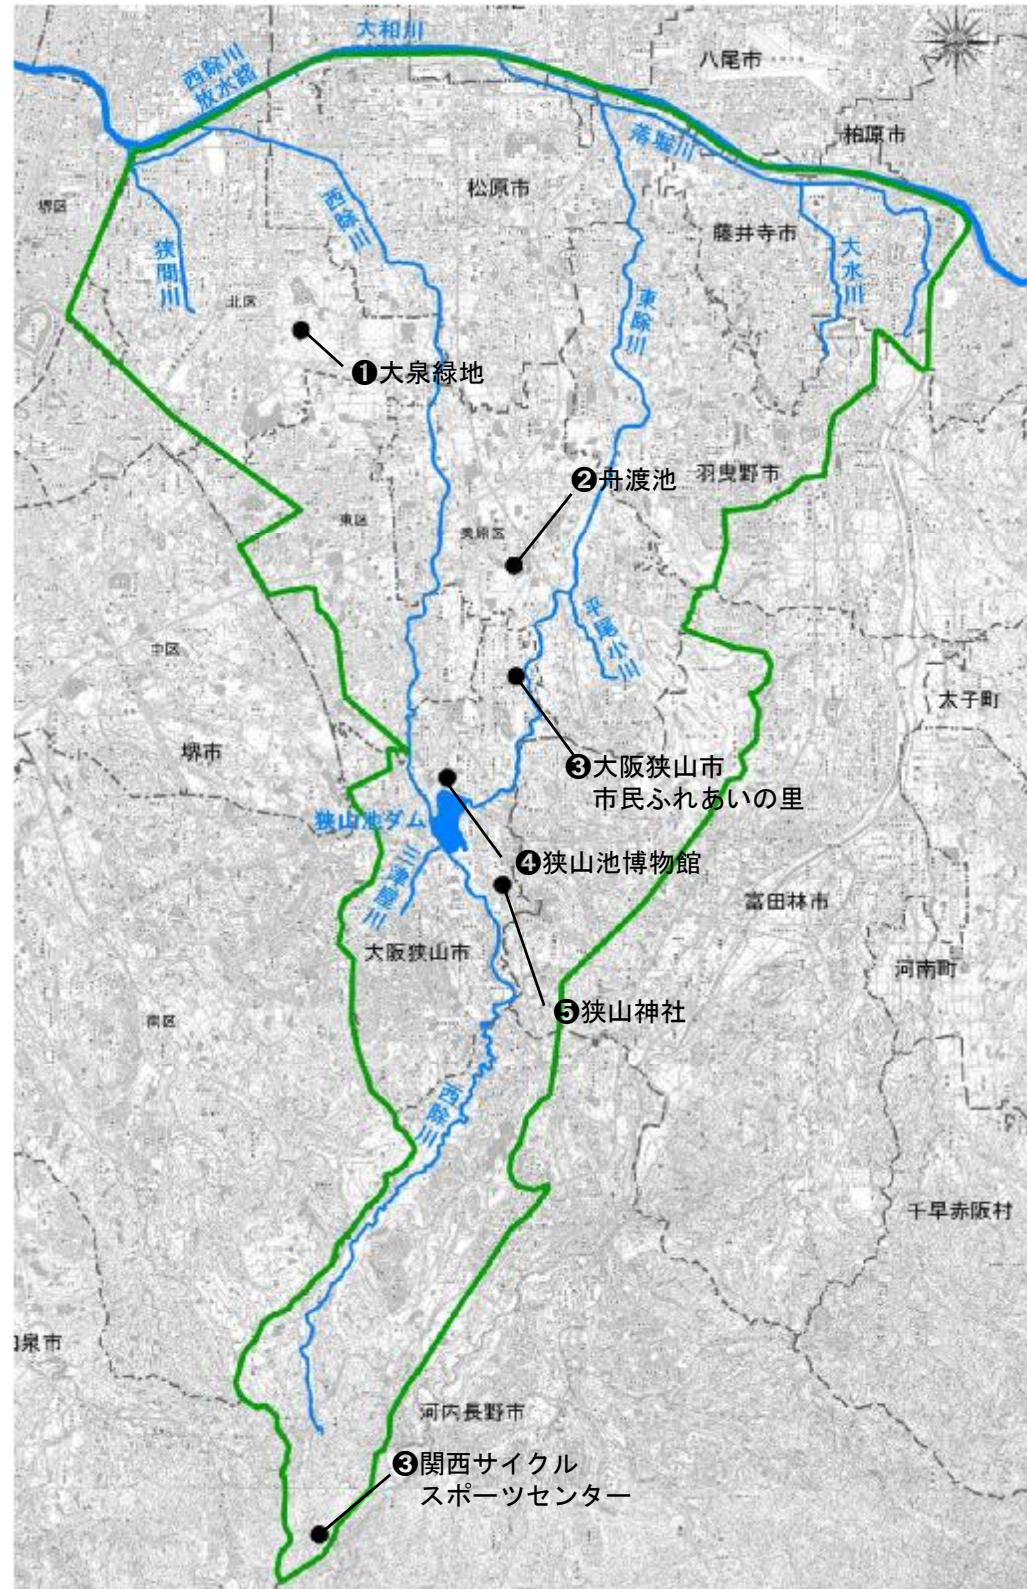 大和川
西除川
放水路
八尾市
柏原市
落堀川
松原市
堺区
西除川
藤井寺市
大水川
狭間川
北区
東除川
❶大泉緑地
羽曳野市
❷舟渡池
東区
美原区
平尾小川
中区
太子町
堺市
❸大阪狭山市
市民ふれあいの里
狭山池ダム
❹狭山池博物館
三津屋川
富田林市
大阪狭山市
河南町
❺狭山神社
南区
西除川
千早赤阪村
泉市
河内長野市
❸関西サイクル
スポーツセンター